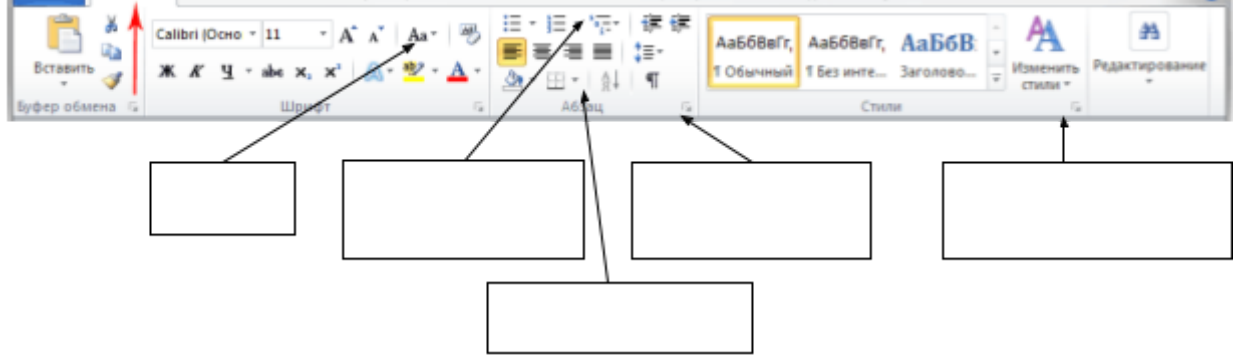 Calibri (Осно 11 А А Aa
АаБбВвГг, АаБбВвГг, АаБбВ
Вставить
Ж К Ч abc x, x² A
¶ Обычный ¶ Без инте... Заголово...
Изменить стили
Редактирование
Буфер обмена Шрифт Абзац Стили